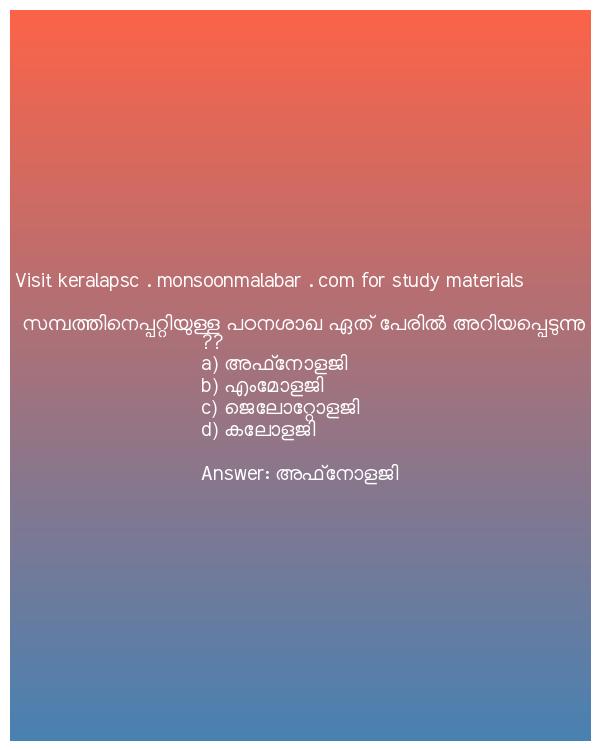 Visit keralapsc . monsoonmalabar . com for study materials
സമ്പത്തിനെപ്പറ്റിയുള്ള പഠനശാഖ ഏത് പേരിൽ അറിയപ്പെടുന്നു
??
a) അഫ്നോളജി
b) എംമോളജി
c) ജെലോറ്റോളജി
d) കലോളജി
Answer: അഫ്നോളജി